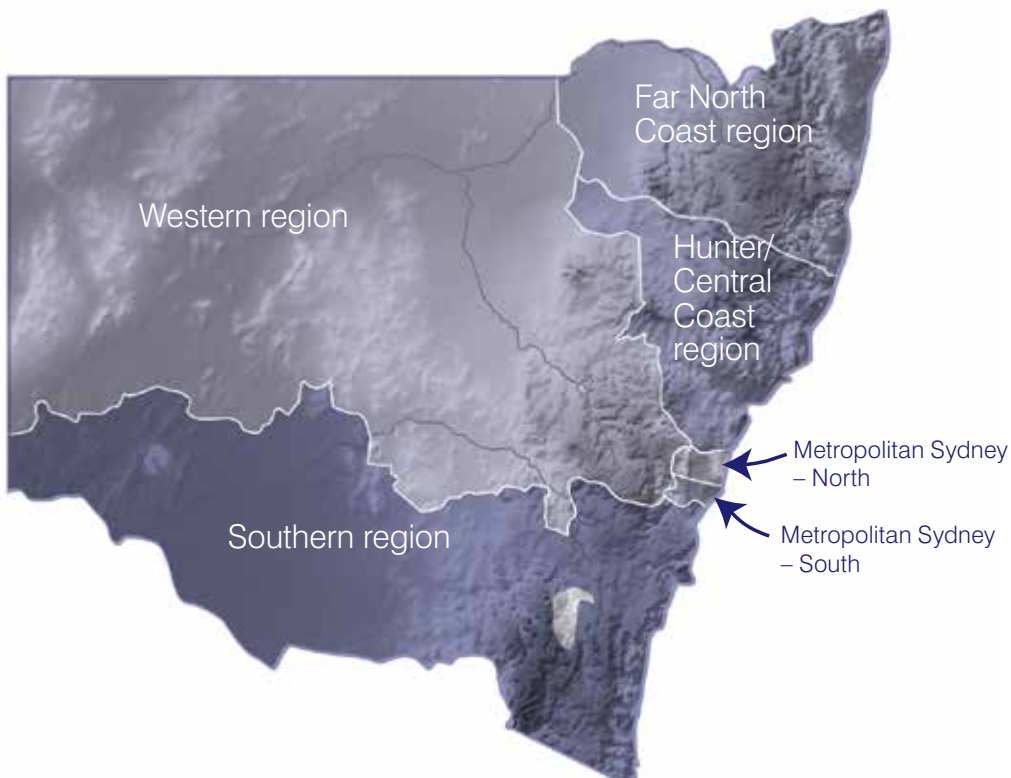 Far North
Coast region
Western region
Hunter/
Central
Coast
region
Metropolitan Sydney
– North
Southern region
Metropolitan Sydney
– South